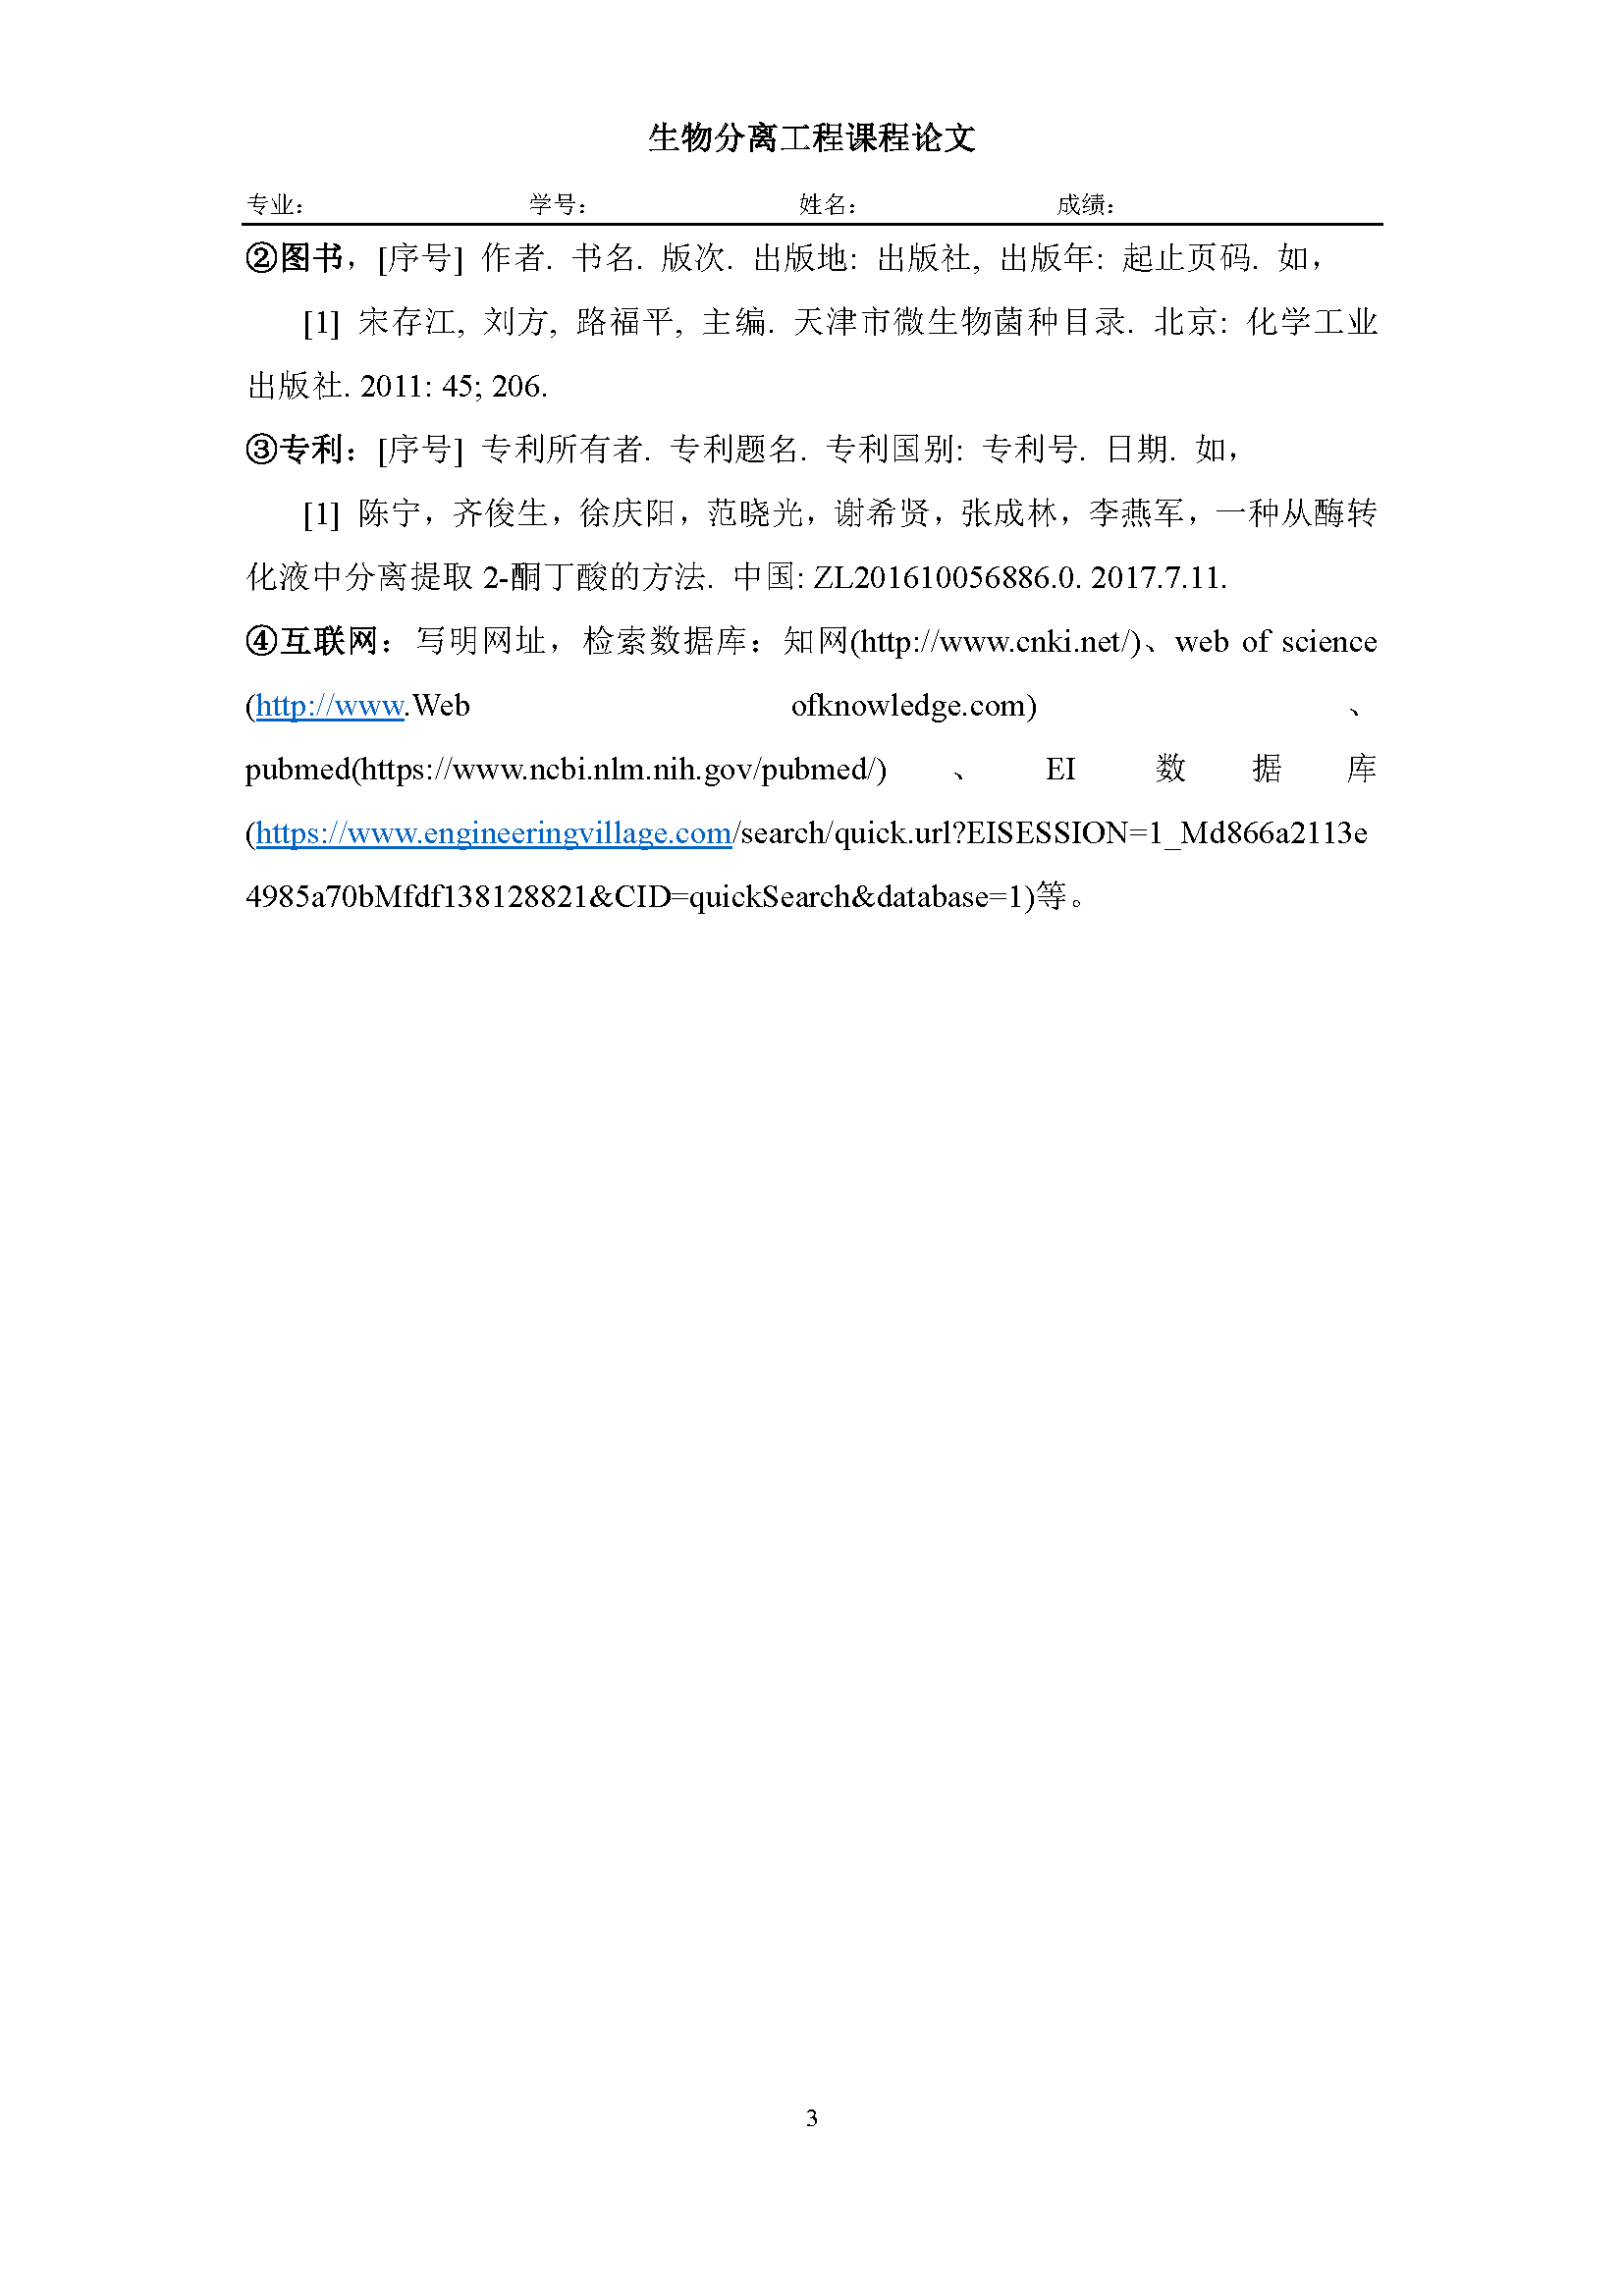 生物分离工程课程论文
专业： 学号： 姓名： 成绩：
②图书，[序号] 作者. 书名. 版次. 出版地: 出版社, 出版年: 起止页码. 如，
[1] 宋存江, 刘方, 路福平, 主编. 天津市微生物菌种目录. 北京: 化学工业
出版社. 2011: 45; 206.
③专利：[序号] 专利所有者. 专利题名. 专利国别: 专利号. 日期. 如，
[1] 陈宁，齐俊生，徐庆阳，范晓光，谢希贤，张成林，李燕军，一种从酶转
化液中分离提取 2-酮丁酸的方法. 中国: ZL201610056886.0. 2017.7.11.
④互联网：写明网址，检索数据库：知网(http://www.cnki.net/)、web of science
(http://www.Web ofknowledge.com) 、
pubmed(https://www.ncbi.nlm.nih.gov/pubmed/) 、 EI 数 据 库
(https://www.engineeringvillage.com/search/quick.url?EISESSION=1_Md866a2113e
4985a70bMfdf138128821&CID=quickSearch&database=1)等。
3